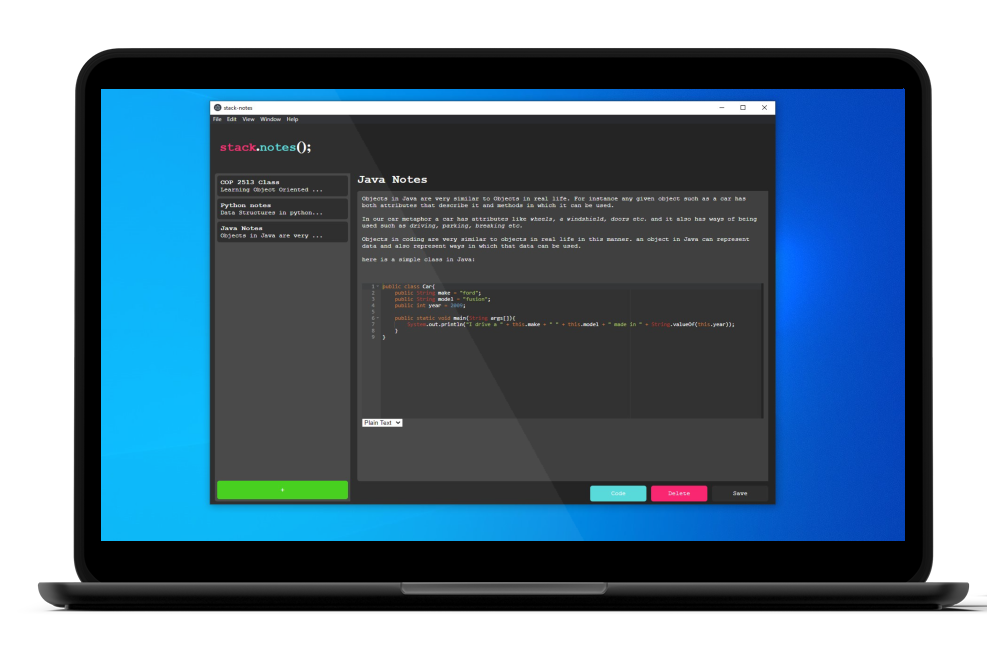 stack-notes
File Edit View Window Help
stack.notes();
COP 2513 Class
Learning Object Oriented ...
Python notes
Data Structures in python...
Java Notes
Objects in Java are very ...
+
Java Notes
Objects in Java are very similar to Objects in real life. For instance any given object such as a car has
both attributes that describe it and methods in which it can be used.
In our car metaphor a car has attributes like wheels, a windshield, doors etc. and it also has ways of being
used such as driving, parking, breaking etc.
Objects in coding are very similar to objects in real life in this manner. an object in Java can represent
data and also represent ways in which that data can be used.
here is a simple class in Java:
1 public class Car{
2 public String make = "ford";
3 public String model = "fusion";
4 public int year = 2009;
5
6 public static void main(String args[]){
7 System.out.println("I drive a " + this.make + " " + this.model + " made in " + String.valueOf(this.year));
8 }
9 }
Plain Text
Code Delete Save